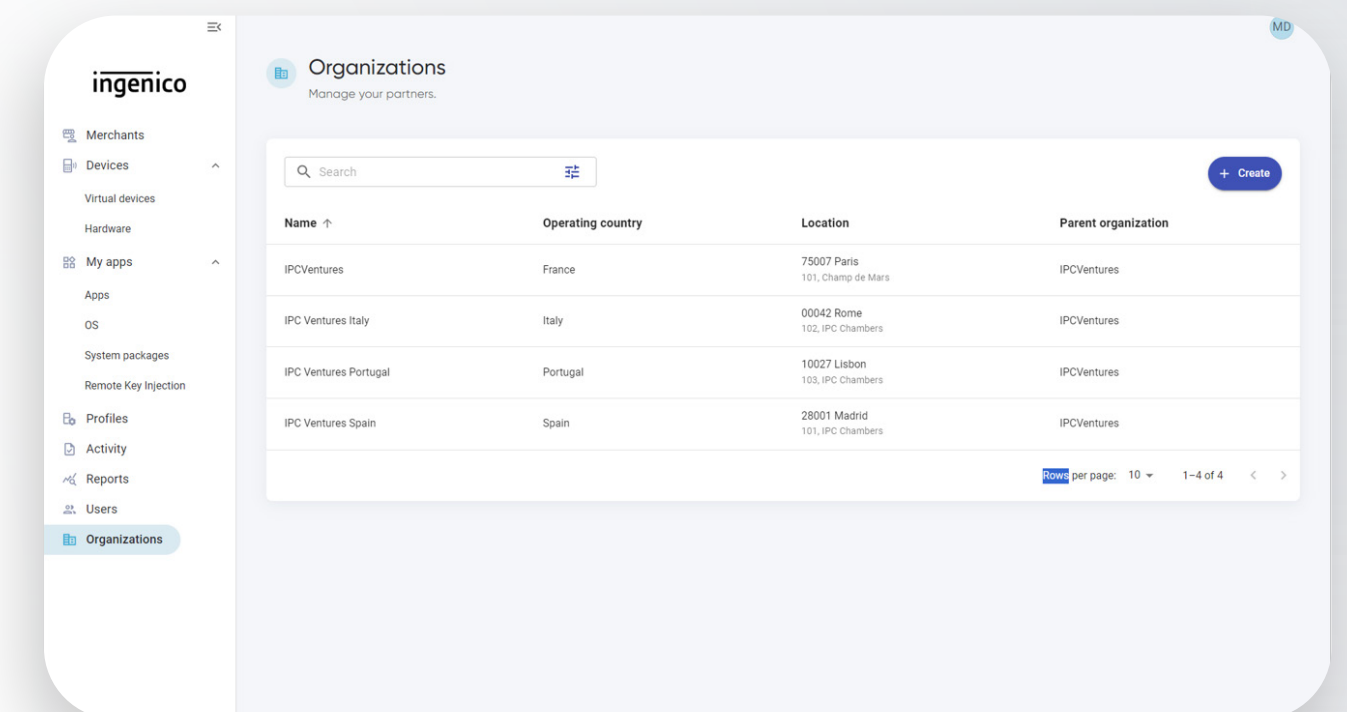 MD
ingenico
Merchants
Devices
Virtual devices
Hardware
My apps
Apps
OS
System packages
Remote Key Injection
Profiles
Activity
Reports
Users
Organizations
Organizations
Manage your partners.
Search
+ Create
Name ↑ Operating country Location Parent organization
IPCVentures France 75007 Paris IPCVentures
101, Champ de Mars
IPC Ventures Italy Italy 00042 Rome IPCVentures
102, IPC Chambers
IPC Ventures Portugal Portugal 10027 Lisbon IPCVentures
103, IPC Chambers
IPC Ventures Spain Spain 28001 Madrid IPCVentures
101, IPC Chambers
Rows per page: 10 1–4 of 4